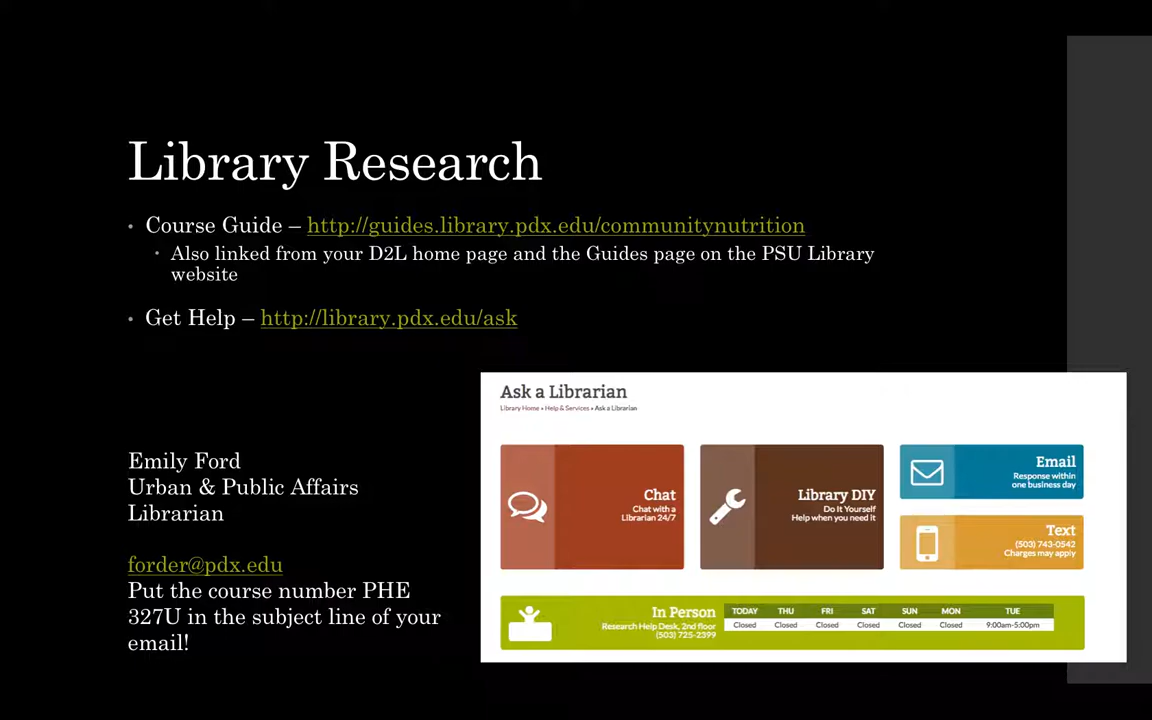 Library Research
• Course Guide – http://guides.library.pdx.edu/communitynutrition
• Also linked from your D2L home page and the Guides page on the PSU Library
website
• Get Help – http://library.pdx.edu/ask
Emily Ford
Urban & Public Affairs
Librarian
forder@pdx.edu
Put the course number PHE
327U in the subject line of your
email!
Ask a Librarian
Library Home » Help & Services » Ask a Librarian
Chat
Chat with a
Librarian 24/7
Library DIY
Do It Yourself
Help when you need it
Email
Response within
one business day
Text
(503) 743-0542
Charges may apply
In Person
Research Help Desk, 2nd floor
(503) 725-2399
TODAY THU FRI SAT SUN MON TUE
Closed Closed Closed Closed Closed Closed 9:00am-5:00pm